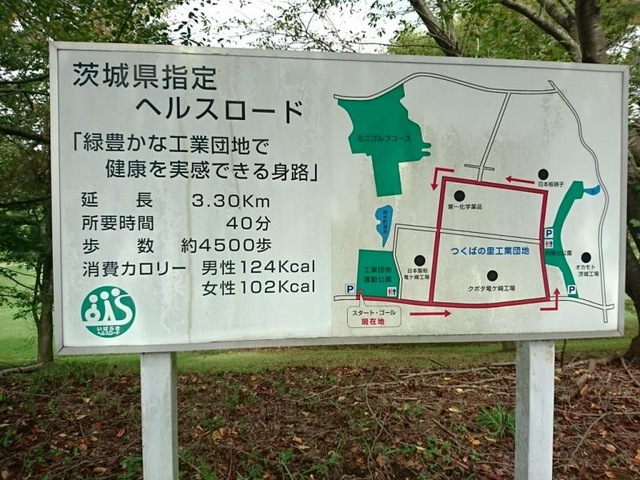 茨城県指定
ヘルスロード
「緑豊かな工業団地で
健康を実感できる身路」
延 長 3.30Km
所要時間 40分
歩 数 約4500歩
消費カロリー 男性124Kcal
女性102Kcal
いばらき
ヘルスロード
ミニゴルフコース
日本板硝子
第一化学薬品
つくばの里工業団地
P
オカモト
茨城工場
工業団地
運動公園
日本製粉
竜ケ崎工場
クボタ竜ケ崎工場
P
P
スタート・ゴール
現在地